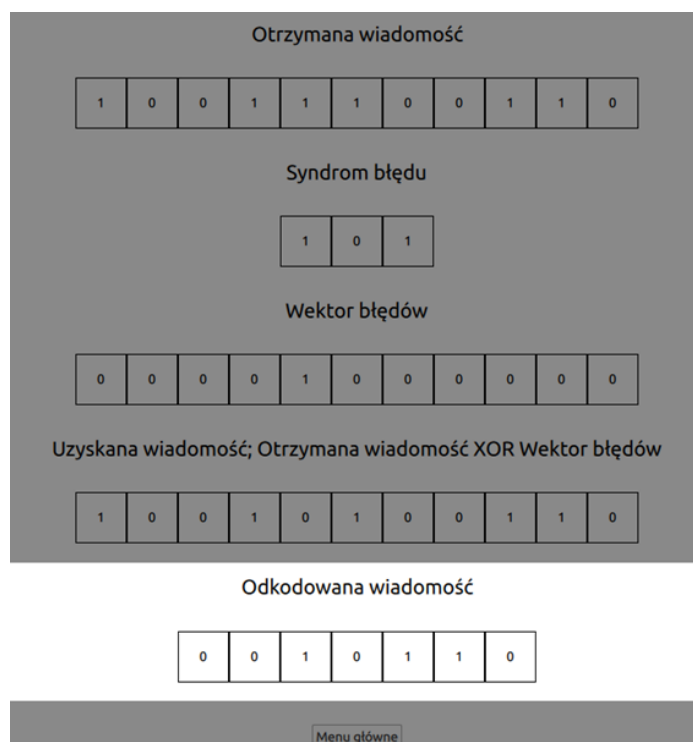 Otrzymana wiadomość
1 0 0 1 1 1 0 0 1 1 0
Syndrom błędu
1 0 1
Wektor błędów
0 0 0 0 1 0 0 0 0 0 0
Uzyskana wiadomość; Otrzymana wiadomość XOR Wektor błędów
1 0 0 1 0 1 0 0 1 1 0
Odkodowana wiadomość
0 0 1 0 1 1 0
Menu główne